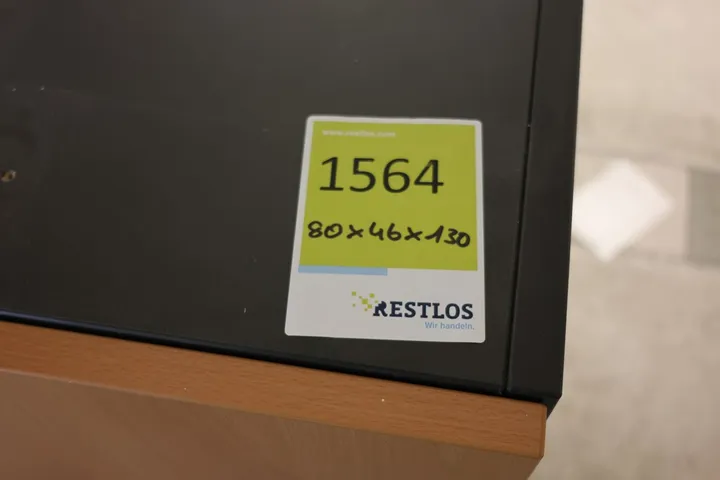 www.restlos.com
1564
80x46x130
RESTLOS
Wir handeln.